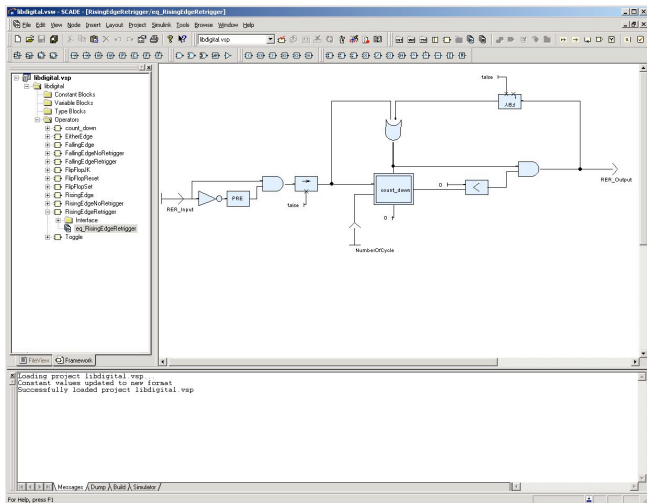 libdigital.vsw - SCADE - [RisingEdgeRetrigger/eq_RisingEdgeRetrigger]
File Edit View Node Insert Layout Project Simulink Tools Browse Window Help
libdigital.vsp
libdigital.vsp
libdigital
Constant Blocks
Variable Blocks
Type Blocks
Operators
count_down
EitherEdge
FallingEdge
FallingEdgeNoRetrigger
FallingEdgeRetrigger
FlipFlopJK
FlipFlopReset
FlipFlopSet
RisingEdge
RisingEdgeNoRetrigger
RisingEdgeRetrigger
Interface
eq_RisingEdgeRetrigger
Toggle
false
FBY
RER_Input
PRE
false
count_down
0
0
<
RER_Output
NumberOfCycle
FileView Framework
Loading project libdigital.vsp...
Constant values updated to new format
Successfully loaded project libdigital.vsp
Messages Dump Build Simulator
For Help, press F1